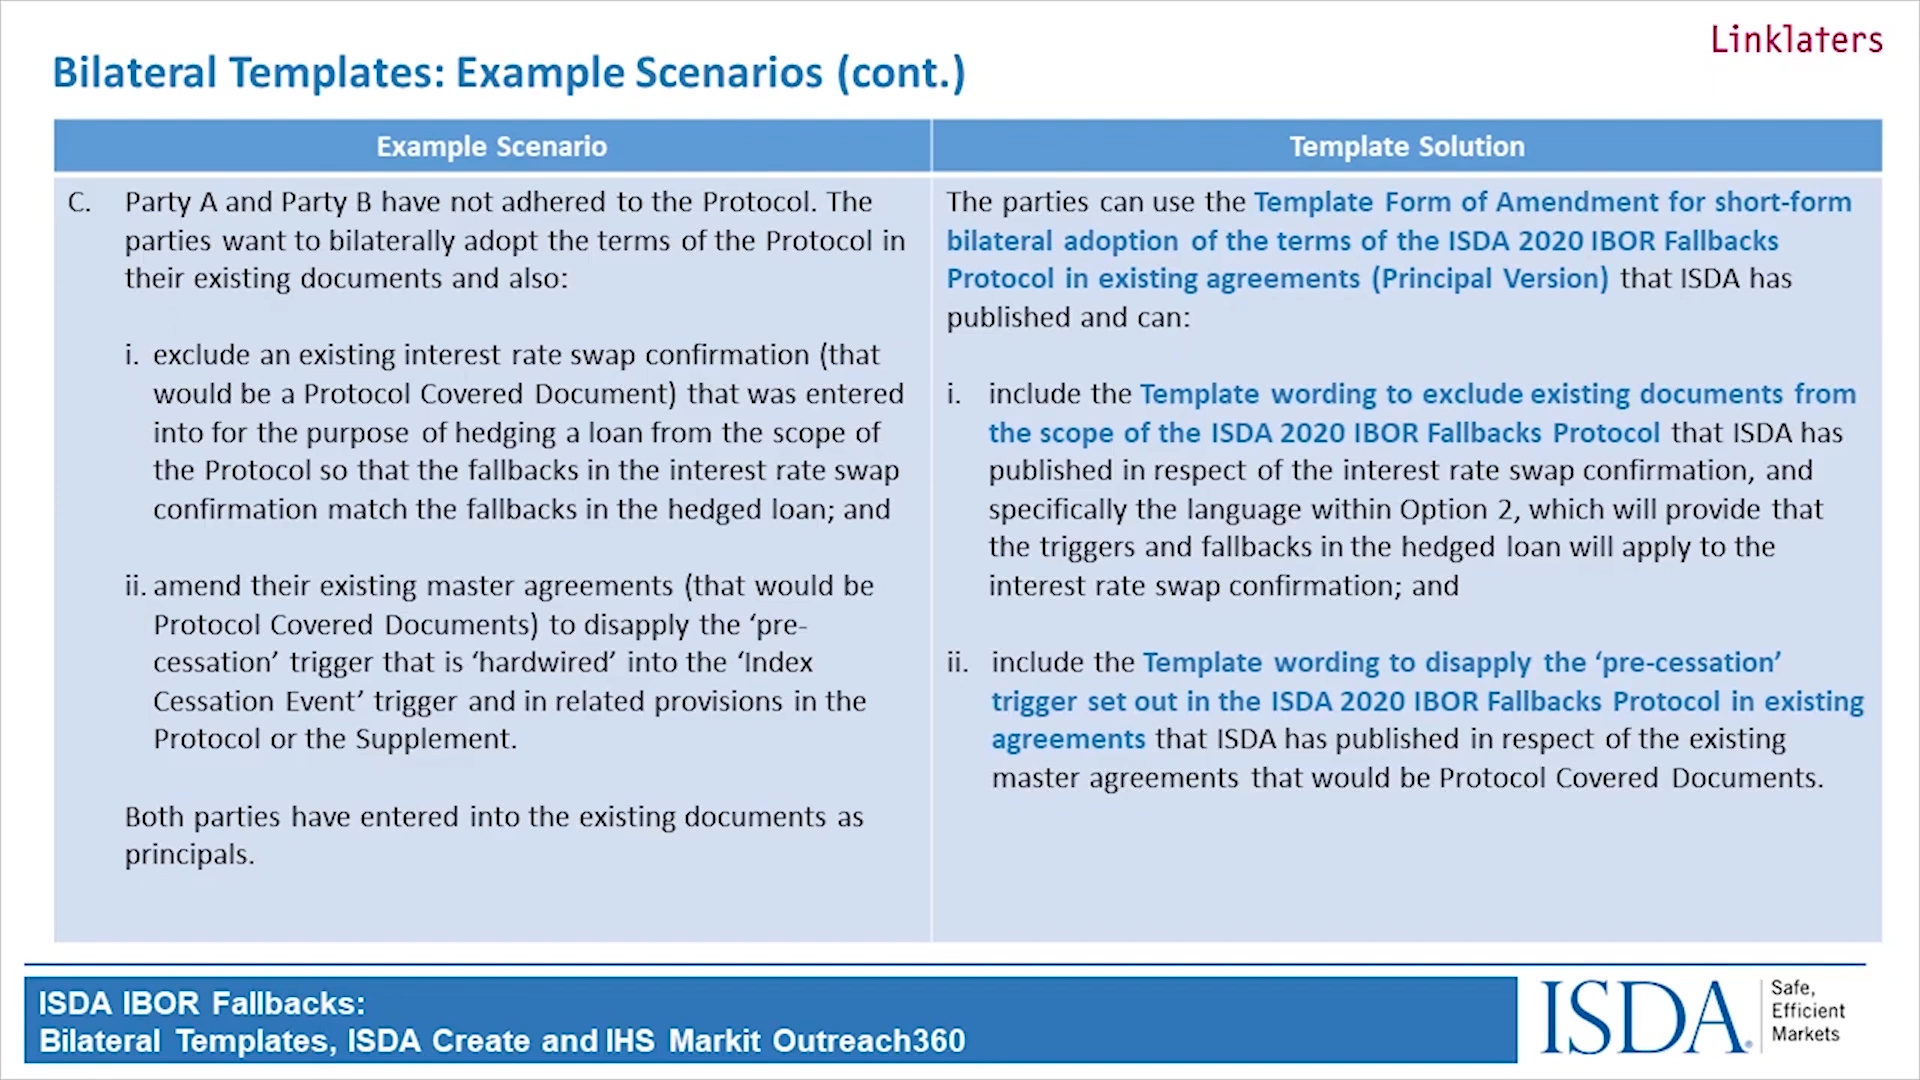 Linklaters
Bilateral Templates: Example Scenarios (cont.)
Example Scenario
Template Solution
C. Party A and Party B have not adhered to the Protocol. The
parties want to bilaterally adopt the terms of the Protocol in
their existing documents and also:
i. exclude an existing interest rate swap confirmation (that
would be a Protocol Covered Document) that was entered
into for the purpose of hedging a loan from the scope of
the Protocol so that the fallbacks in the interest rate swap
confirmation match the fallbacks in the hedged loan; and
ii. amend their existing master agreements (that would be
Protocol Covered Documents) to disapply the ‘pre-
cessation’ trigger that is ‘hardwired’ into the ‘Index
Cessation Event’ trigger and in related provisions in the
Protocol or the Supplement.
Both parties have entered into the existing documents as
principals.
The parties can use the Template Form of Amendment for short-form
bilateral adoption of the terms of the ISDA 2020 IBOR Fallbacks
Protocol in existing agreements (Principal Version) that ISDA has
published and can:
i. include the Template wording to exclude existing documents from
the scope of the ISDA 2020 IBOR Fallbacks Protocol that ISDA has
published in respect of the interest rate swap confirmation, and
specifically the language within Option 2, which will provide that
the triggers and fallbacks in the hedged loan will apply to the
interest rate swap confirmation; and
ii. include the Template wording to disapply the ‘pre-cessation’
trigger set out in the ISDA 2020 IBOR Fallbacks Protocol in existing
agreements that ISDA has published in respect of the existing
master agreements that would be Protocol Covered Documents.
ISDA IBOR Fallbacks:
Bilateral Templates, ISDA Create and IHS Markit Outreach360
ISDA®
Safe,
Efficient
Markets